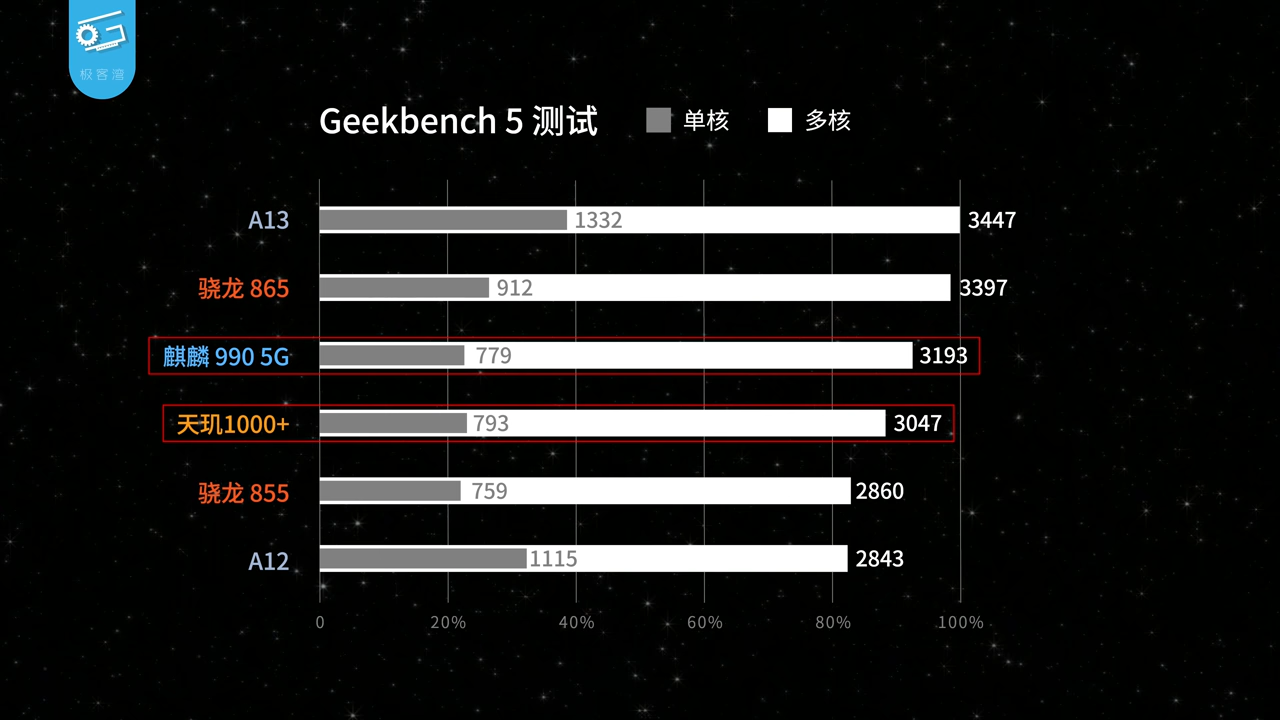 极客湾
Geekbench 5 测试 单核 多核
A13 1332 3447
骁龙 865 912 3397
麒麟 990 5G 779 3193
天玑1000+ 793 3047
骁龙 855 759 2860
A12 1115 2843
0 20% 40% 60% 80% 100%